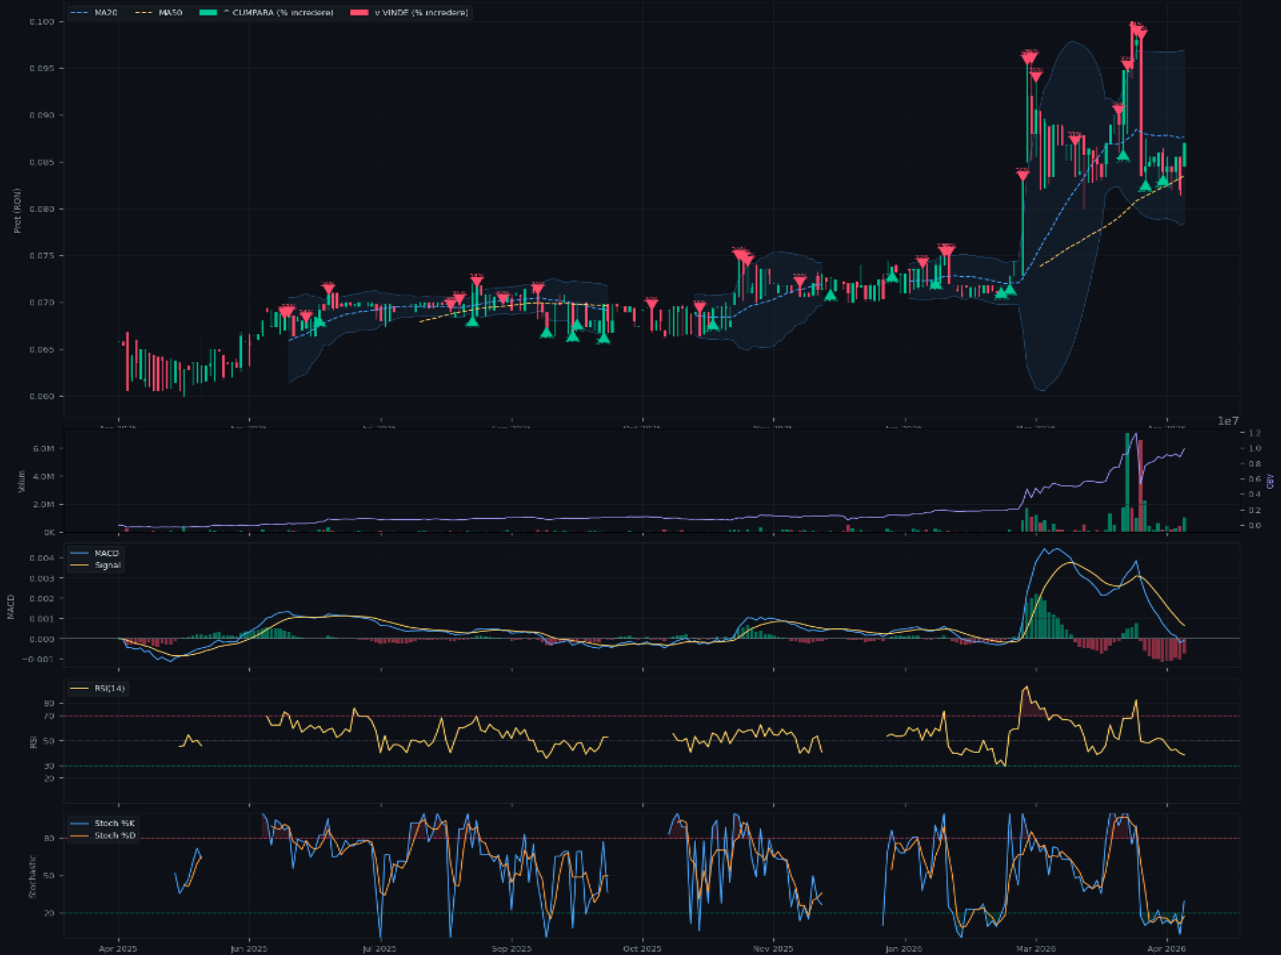 MA20 MA50 ^ CUMPARA (% incredere) v VINDE (% incredere)
0.100
0.095
0.090
0.085
0.080
0.075
0.070
0.065
0.060
Pret (RON)
1e7
6.0M
4.0M
2.0M
0K
Volum
1.2
1.0
0.8
0.6
0.4
0.2
0.0
OBV
MACD
Signal
0.004
0.003
0.002
0.001
0.000
−0.001
MACD
RSI(14)
80
70
50
30
20
RSI
Stoch %K
Stoch %D
80
50
20
Stochastic
Apr 2025 Jun 2025 Jul 2025 Sep 2025 Oct 2025 Nov 2025 Jan 2026 Mar 2026 Apr 2026